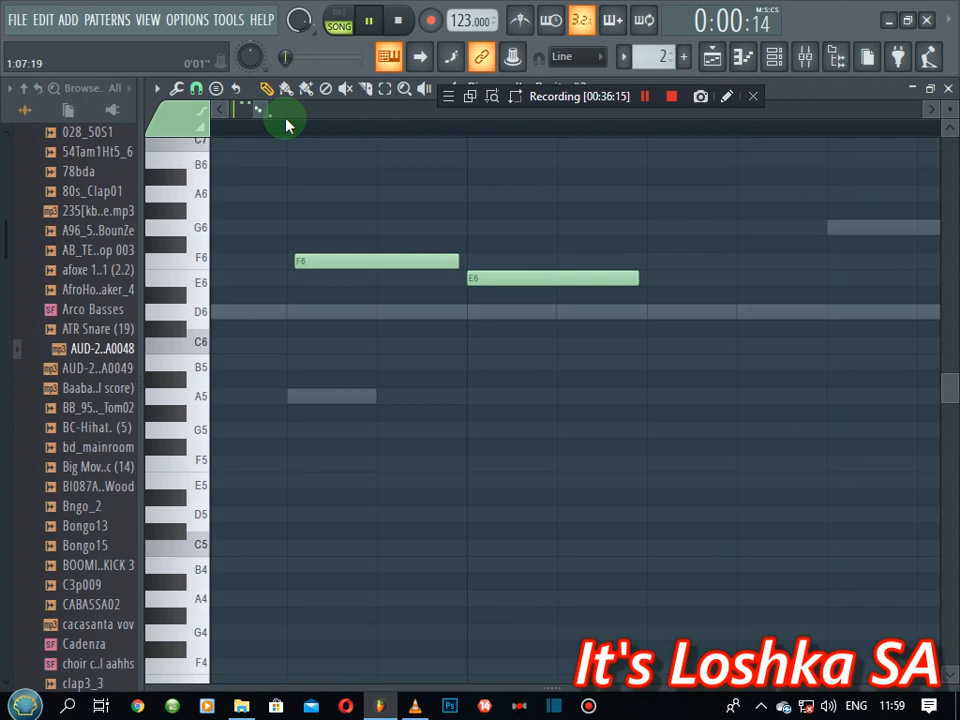 FILE EDIT ADD PATTERNS VIEW OPTIONS TOOLS HELP
PAT
SONG
123.000
3.2.
0:00:14
M:S:CS
1:07:19
0'01"
Line
2
Browse.. All
Recording [00:36:15]
028_50S1
54Tam1Ht5_6
78bda
80s_Clap01
235[kb..e.mp3
A96_5..BounZe
AB_TE..op 003
afoxe 1..1 (2.2)
AfroHo..aker_4
Arco Basses
ATR Snare (19)
AUD-2..A0048
AUD-2..A0049
Baaba..l score)
BB_95.._Tom02
BC-Hihat. (5)
bd_mainroom
Big Mov..c (14)
BI087A..Wood
Bngo_2
Bongo13
Bongo15
BOOMI..KICK 3
C3p009
CABASSA02
cacasanta vov
Cadenza
choir c..l aahhs
clap3_3
C7
B6
A6
G6
F6
E6
D6
C6
B5
A5
G5
F5
E5
D5
C5
B4
A4
G4
F4
F6
E6
It's Loshka SA
ENG
11:59